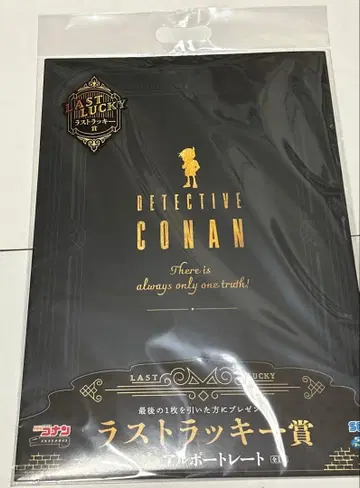 LAST
LUCKY
ラストラッキー
賞
DETECTIVE
CONAN
There is
always only one truth!
LAST LUCKY
最後の1枚を引いた方にプレゼン
コナン
ラストラッキー賞
アルポートレート